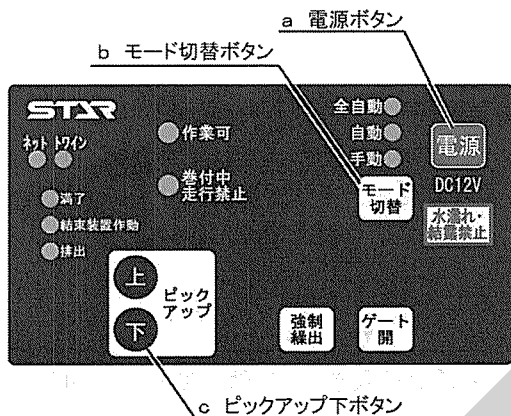 a 電源ボタン
b モード切替ボタン
STAR
ネット トワイン
満了
結束装置作動
排出
作業可
巻付中
走行禁止
全自動
自動
手動
モード
切替
電源
DC12V
水濡れ・
結露禁止
上
下
ピック
アップ
強制
繰出
ゲート
開
c ピックアップ下ボタン